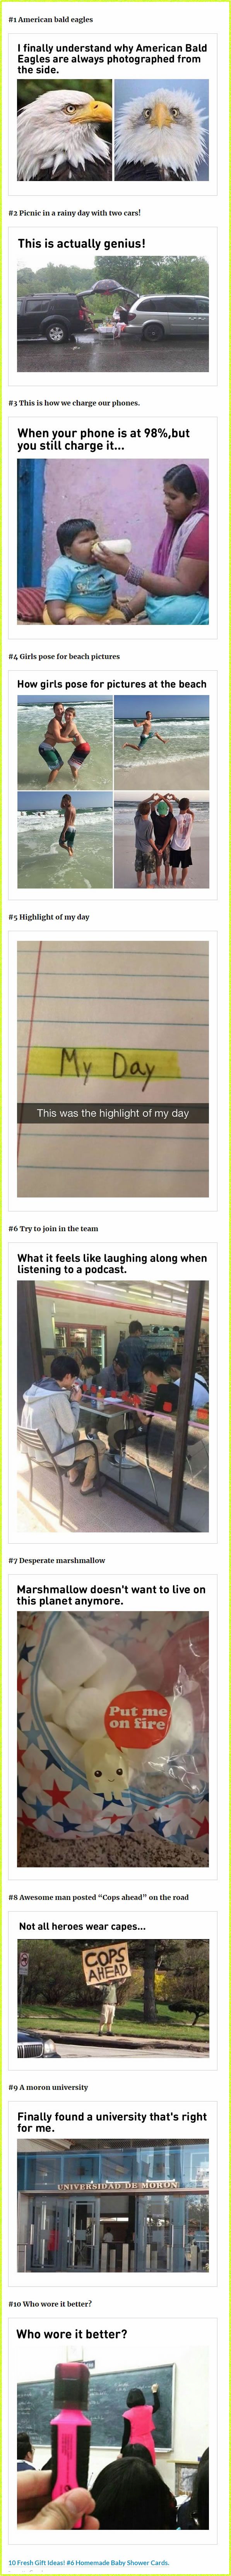 #1 American bald eagles
I finally understand why American Bald
Eagles are always photographed from
the side.
#2 Picnic in a rainy day with two cars!
This is actually genius!
#3 This is how we charge our phones.
When your phone is at 98%,but
you still charge it...
#4 Girls pose for beach pictures
How girls pose for pictures at the beach
#5 Highlight of my day
My Day
This was the highlight of my day
#6 Try to join in the team
What it feels like laughing along when
listening to a podcast.
#7 Desperate marshmallow
Marshmallow doesn't want to live on
this planet anymore.
Put me
on fire
#8 Awesome man posted “Cops ahead” on the road
Not all heroes wear capes...
COPS
AHEAD
#9 A moron university
Finally found a university that's right
for me.
UNIVERSIDAD DE MORON
#10 Who wore it better?
Who wore it better?
10 Fresh Gift Ideas! #6 Homemade Baby Shower Cards.